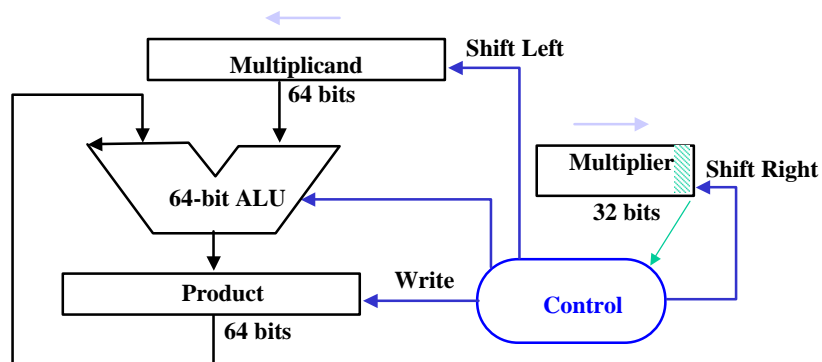 Shift Left
Multiplicand
64 bits
Multiplier
Shift Right
64-bit ALU
32 bits
Write
Product
Control
64 bits